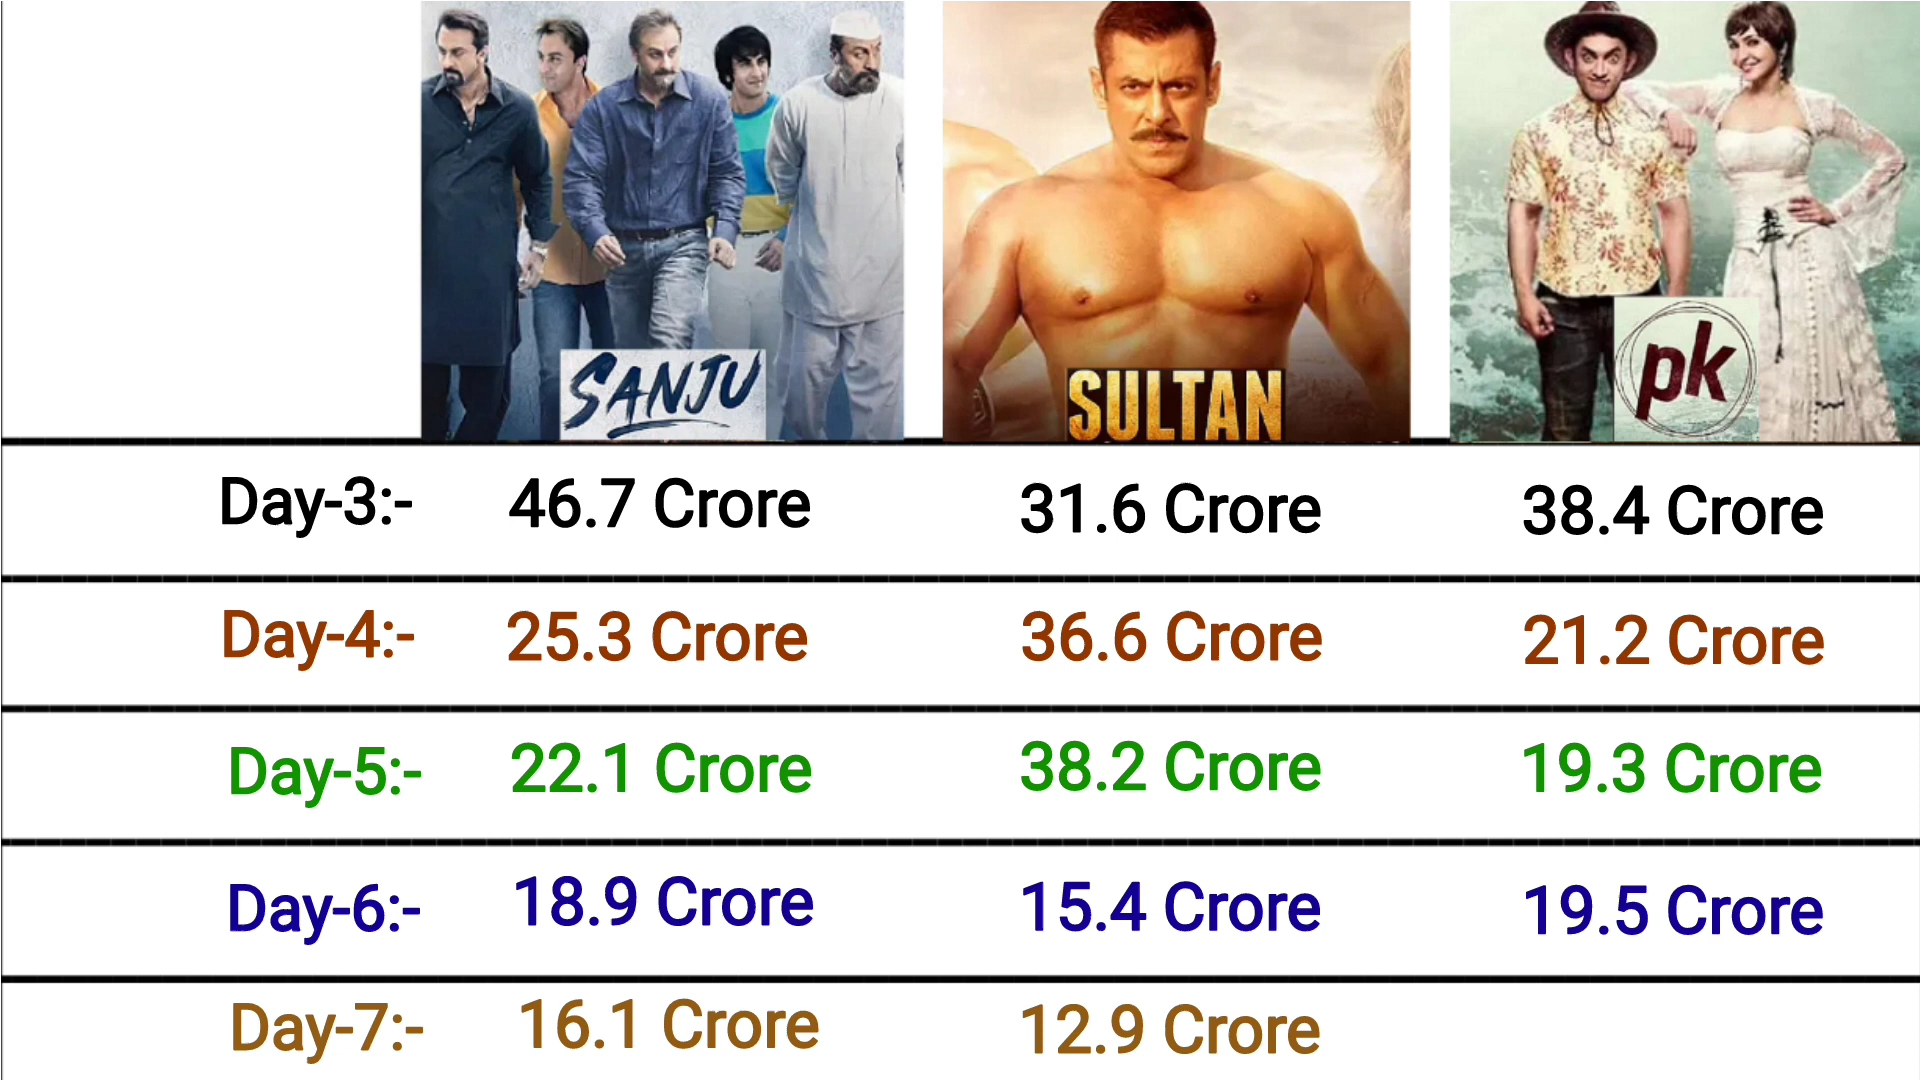 SANJU
SULTAN
pk
Day-3:- 46.7 Crore 31.6 Crore 38.4 Crore
Day-4:- 25.3 Crore 36.6 Crore 21.2 Crore
Day-5:- 22.1 Crore 38.2 Crore 19.3 Crore
Day-6:- 18.9 Crore 15.4 Crore 19.5 Crore
Day-7:- 16.1 Crore 12.9 Crore